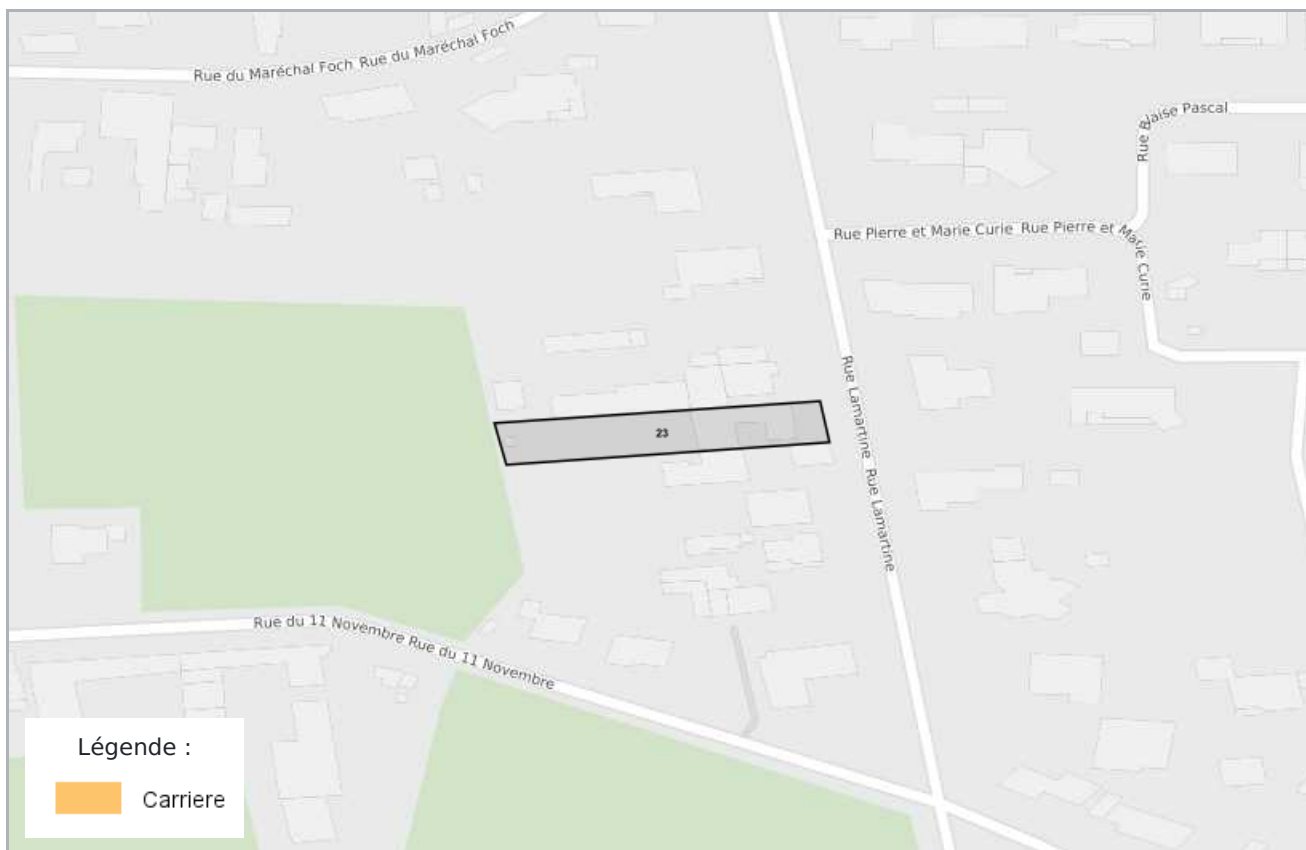 Rue du Maréchal Foch Rue du Maréchal Foch
Rue Blaise Pascal
Rue Pierre et Marie Curie Rue Pierre et Marie Curie
Rue Lamartine Rue Lamartine
23
Rue du 11 Novembre Rue du 11 Novembre
Légende :
Carriere